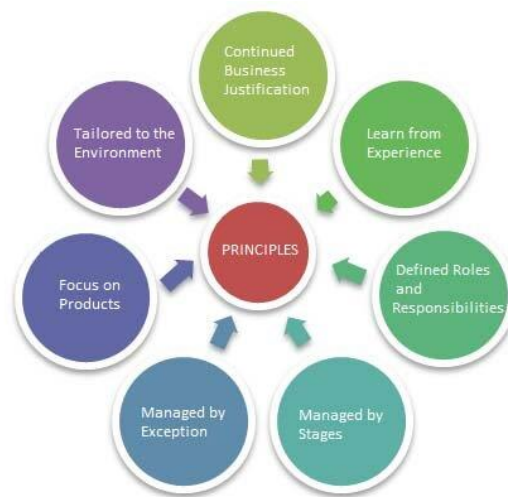 Continued
Business
Justification
Learn from
Experience
Defined Roles
and
Responsibilities
Managed by
Stages
Managed by
Exception
Focus on
Products
Tailored to the
Environment
PRINCIPLES